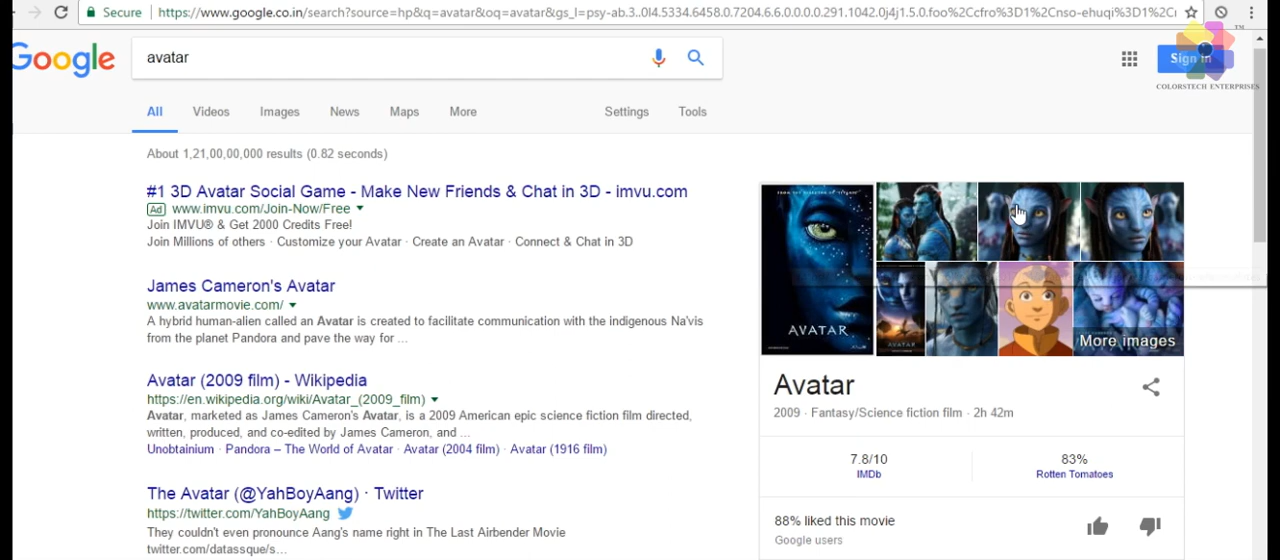 Secure https://www.google.co.in/search?source=hp&q=avatar&oq=avatar&gs_l=psy-ab.3..0l4.5334.6458.0.7204.6.6.0.0.0.0.291.1042.0j4j1.5.0.foo%2Ccfro%3D1%2Cnso-ehuqi%3D1%2C
Google
avatar
Sign in
TM
COLORSTECH ENTERPRISES
All Videos Images News Maps More Settings Tools
About 1,21,00,00,000 results (0.82 seconds)
#1 3D Avatar Social Game - Make New Friends & Chat in 3D - imvu.com
Ad www.imvu.com/Join-Now/Free
Join IMVU® & Get 2000 Credits Free!
Join Millions of others · Customize your Avatar · Create an Avatar · Connect & Chat in 3D
James Cameron's Avatar
www.avatarmovie.com/
A hybrid human-alien called an Avatar is created to facilitate communication with the indigenous Na'vis
from the planet Pandora and pave the way for ...
Avatar (2009 film) - Wikipedia
https://en.wikipedia.org/wiki/Avatar_(2009_film)
Avatar, marketed as James Cameron's Avatar, is a 2009 American epic science fiction film directed,
written, produced, and co-edited by James Cameron, and ...
Unobtainium · Pandora – The World of Avatar · Avatar (2004 film) · Avatar (1916 film)
The Avatar (@YahBoyAang) · Twitter
https://twitter.com/YahBoyAang
They couldn't even pronounce Aang's name right in The Last Airbender Movie
twitter.com/datassque/s...
AVATAR
More images
Avatar
2009 · Fantasy/Science fiction film · 2h 42m
7.8/10
IMDb
83%
Rotten Tomatoes
88% liked this movie
Google users